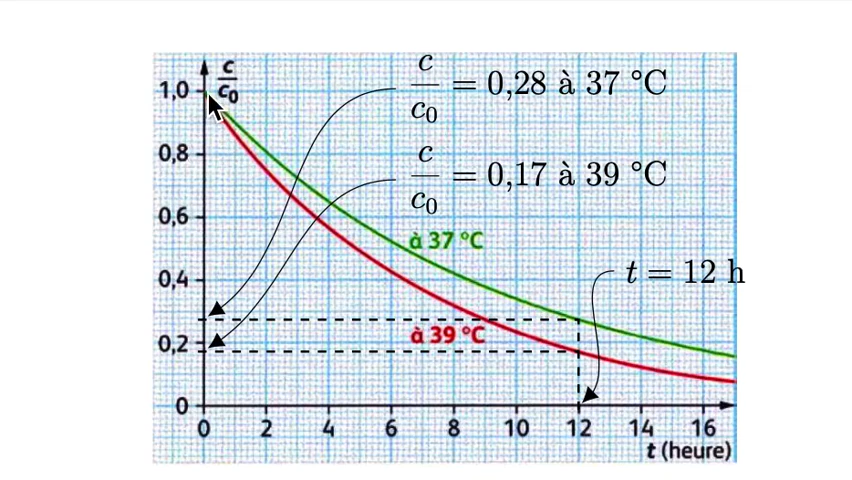 c/c₀
c/c₀ = 0,28 à 37 °C
c/c₀ = 0,17 à 39 °C
1,0
0,8
0,6
0,4
0,2
0
à 37 °C
t = 12 h
à 39 °C
0 2 4 6 8 10 12 14 16
t (heure)